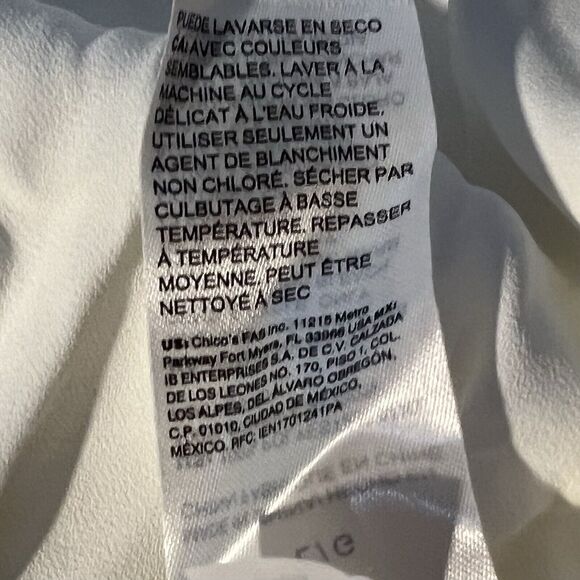 PUEDE LAVARSE EN SECO
CA: AVEC COULEURS
SEMBLABLES. LAVER À LA
MACHINE AU CYCLE
DÉLICAT À L'EAU FROIDE.
UTILISER SEULEMENT UN
AGENT DE BLANCHIMENT
NON CHLORÉ. SÉCHER PAR
CULBUTAGE À BASSE
TEMPÉRATURE. REPASSER
À TEMPÉRATURE
MOYENNE. PEUT ÊTRE
NETTOYÉ À SEC
US: Chico's FAS Inc. 11215 Metro
Parkway Fort Myers, FL 33966 USA MX:
IB ENTERPRISES S.A. DE C.V. CALZADA
DE LOS LEONES NO. 170, PISO 1, COL.
LOS ALPES, DEL. ÁLVARO OBREGÓN,
C.P. 01010, CIUDAD DE MÉXICO,
MÉXICO. RFC: IEN1701241PA